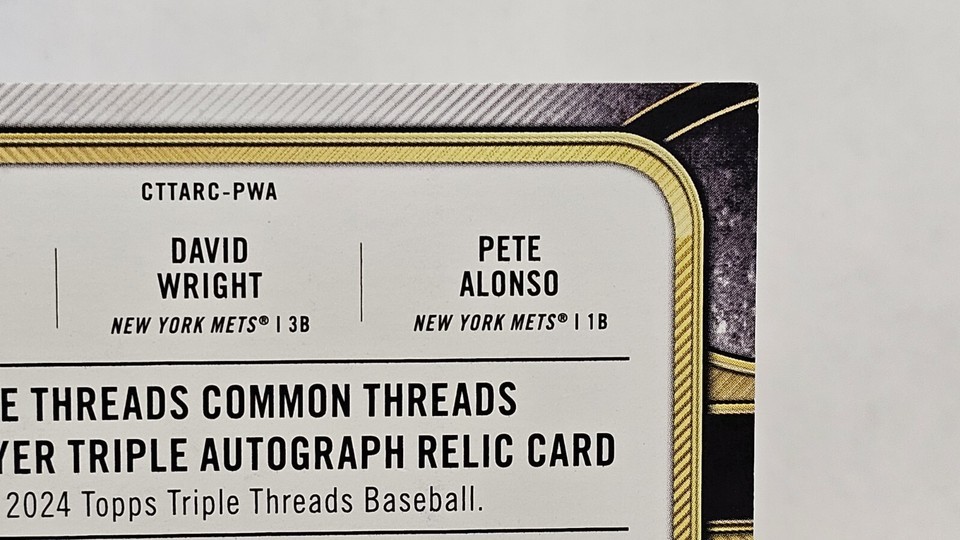 CTTARC-PWA
DAVID
WRIGHT
NEW YORK METS® | 3B
PETE
ALONSO
NEW YORK METS® | 1B
THREADS COMMON THREADS
TRIPLE AUTOGRAPH RELIC CARD
2024 Topps Triple Threads Baseball.